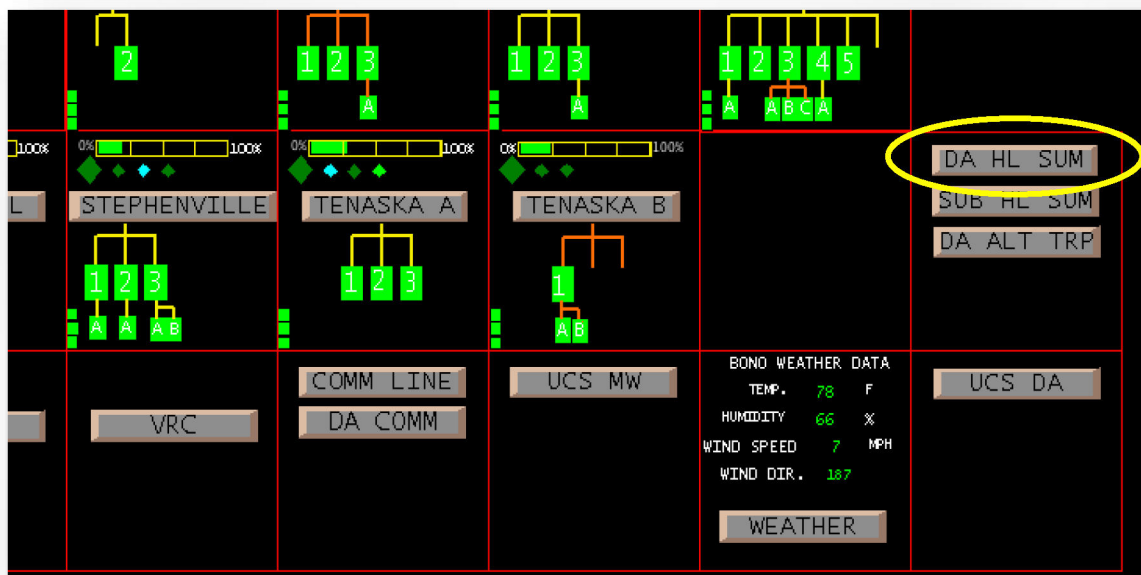 2
1 2 3
A
1 2 3
A
1 2 3 4 5
A A B C A
100%
0% 100%
0% 100%
0% 100%
DA HL SUM
L
STEPHENVILLE
TENASKA A
TENASKA B
SUB HL SUM
DA ALT TRP
1 2 3
A A A B
1 2 3
1
A B
COMM LINE
DA COMM
UCS MW
VRC
BONO WEATHER DATA
TEMP. 78 F
HUMIDITY 66 %
WIND SPEED 7 MPH
WIND DIR. 187
WEATHER
UCS DA